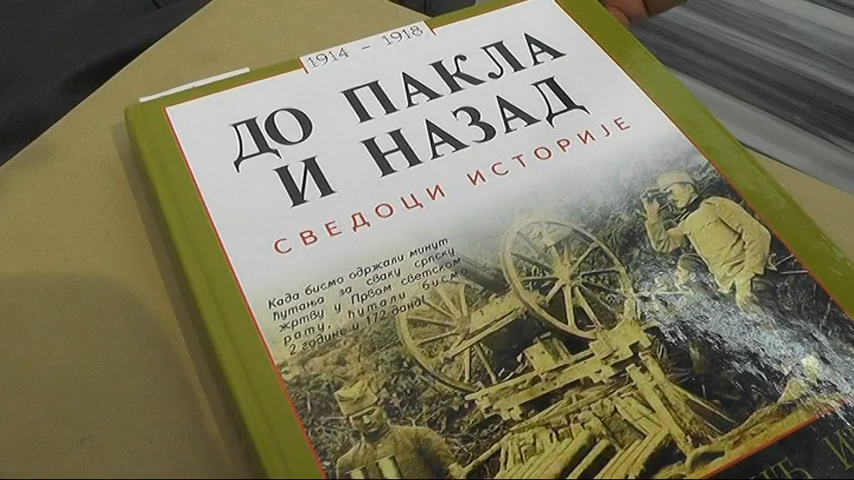 1914 - 1918
ДО ПАКЛА
И НАЗАД
СВЕДОЦИ ИСТОРИЈЕ
Када бисмо одржали минут
ћутања за сваку српску
жртву у Првом светском
рату, ћутали бисмо
2 године и 172 дана!